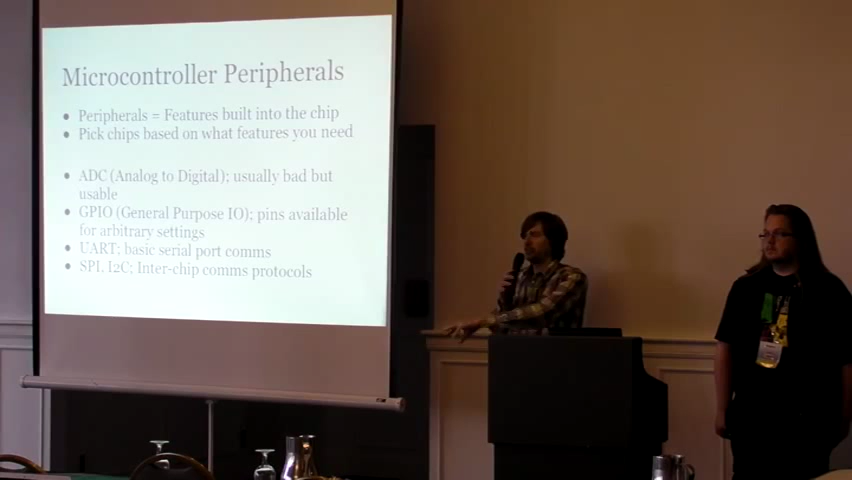 Microcontroller Peripherals
● Peripherals = Features built into the chip
● Pick chips based on what features you need
● ADC (Analog to Digital); usually bad but
usable
● GPIO (General Purpose IO); pins available
for arbitrary settings
● UART; basic serial port comms
● SPI, I2C; Inter-chip comms protocols